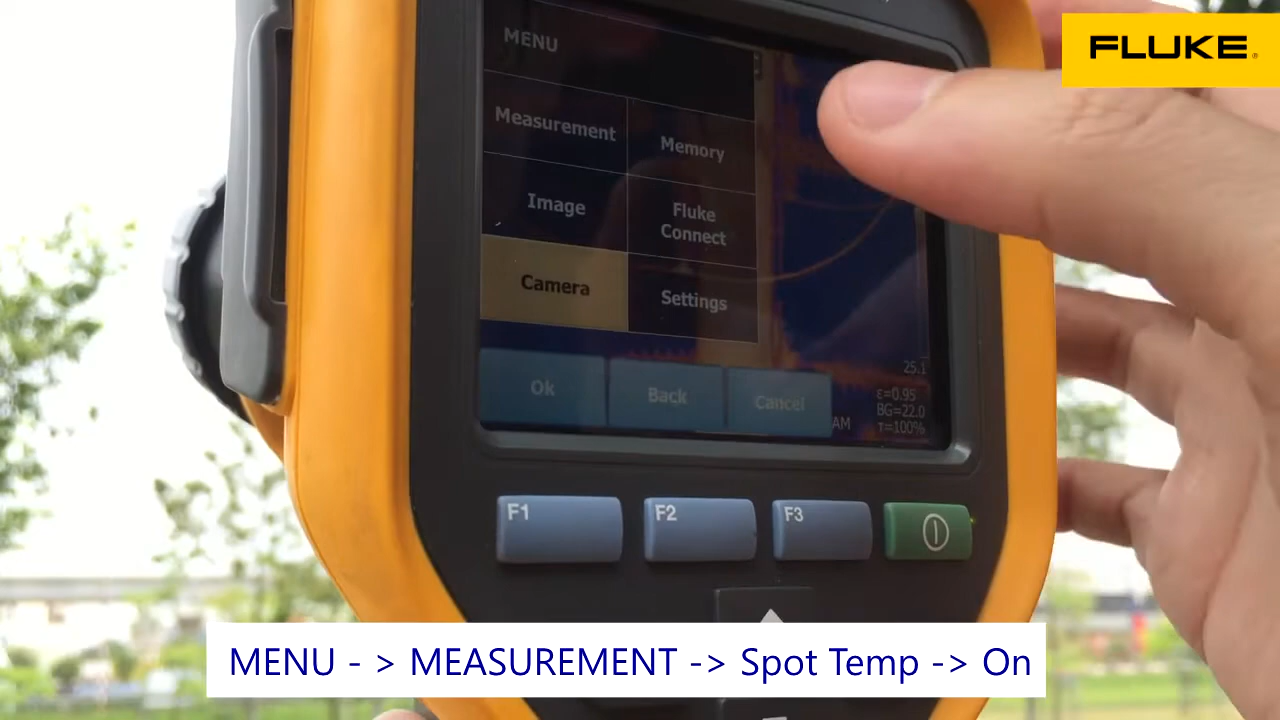 FLUKE
MENU
Measurement
Memory
Image
Fluke
Connect
Camera
Settings
25.1
Ok
Back
Cancel
AM
ε=0.95
BG=22.0
τ=100%
F1
F2
F3
MENU - > MEASUREMENT -> Spot Temp -> On